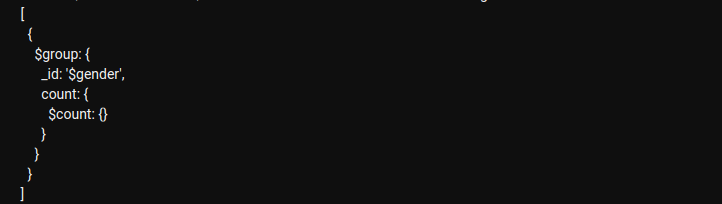 [
{
$group: {
_id: '$gender',
count: {
$count: {}
}
}
}
]